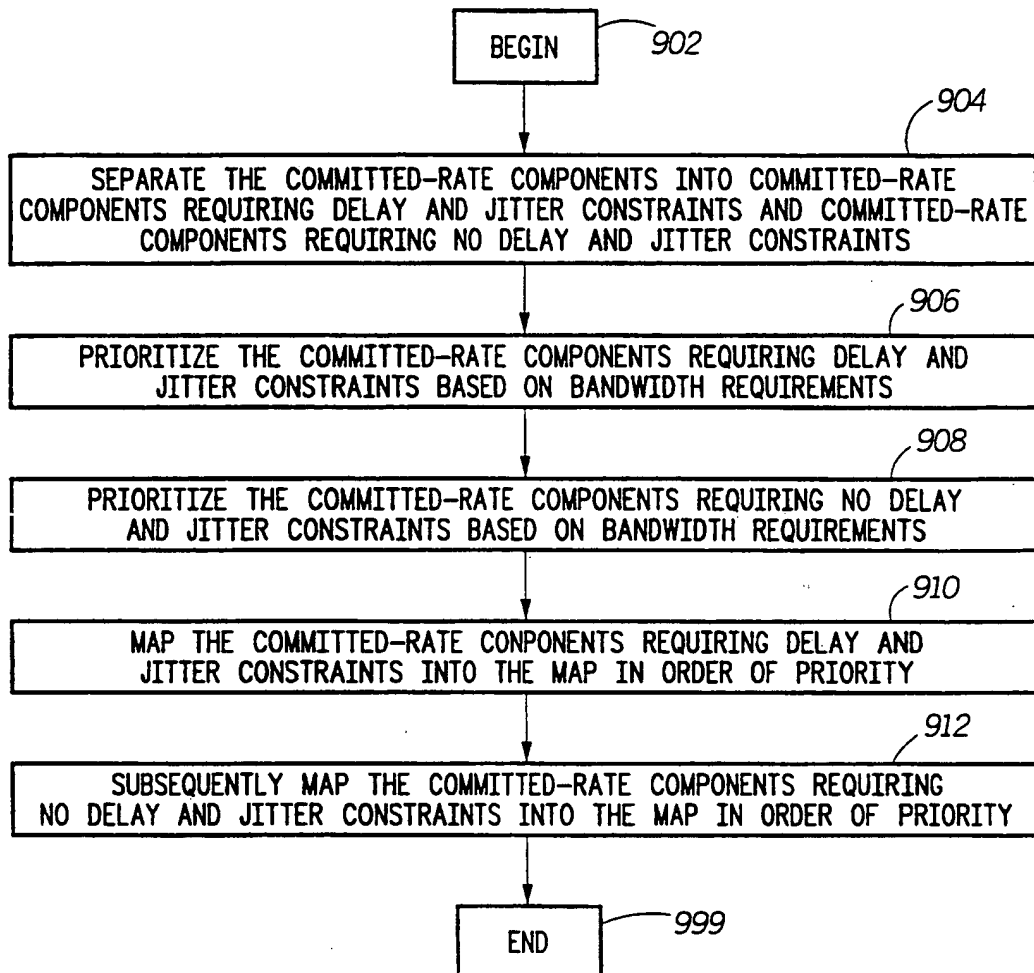 BEGIN
902
904
SEPARATE THE COMMITTED-RATE COMPONENTS INTO COMMITTED-RATE
COMPONENTS REQUIRING DELAY AND JITTER CONSTRAINTS AND COMMITTED-RATE
COMPONENTS REQUIRING NO DELAY AND JITTER CONSTRAINTS
906
PRIORITIZE THE COMMITTED-RATE COMPONENTS REQUIRING DELAY AND
JITTER CONSTRAINTS BASED ON BANDWIDTH REQUIREMENTS
908
PRIORITIZE THE COMMITTED-RATE COMPONENTS REQUIRING NO DELAY
AND JITTER CONSTRAINTS BASED ON BANDWIDTH REQUIREMENTS
910
MAP THE COMMITTED-RATE CONPONENTS REQUIRING DELAY AND
JITTER CONSTRAINTS INTO THE MAP IN ORDER OF PRIORITY
912
SUBSEQUENTLY MAP THE COMMITTED-RATE COMPONENTS REQUIRING
NO DELAY AND JITTER CONSTRAINTS INTO THE MAP IN ORDER OF PRIORITY
END
999